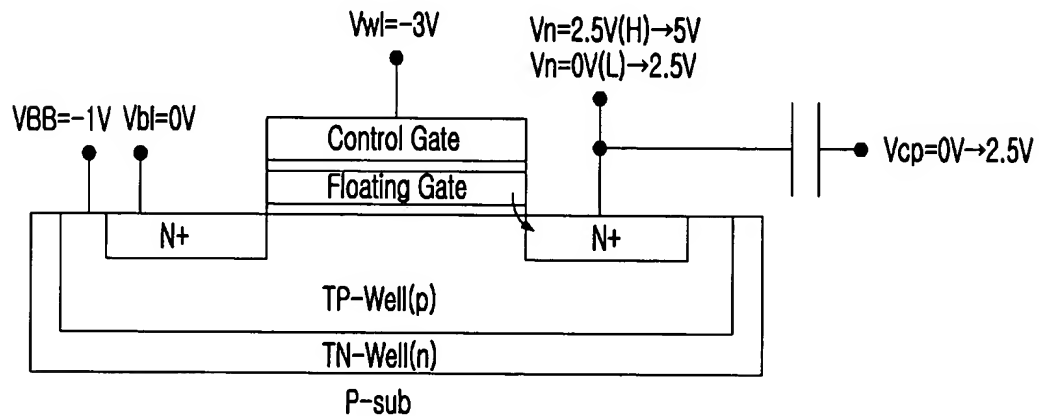 Vwl=-3V
Vn=2.5V(H)→5V
Vn=0V(L)→2.5V
VBB=-1V Vbl=0V
Control Gate
Vcp=0V→2.5V
Floating Gate
N+
N+
TP-Well(p)
TN-Well(n)
P-sub